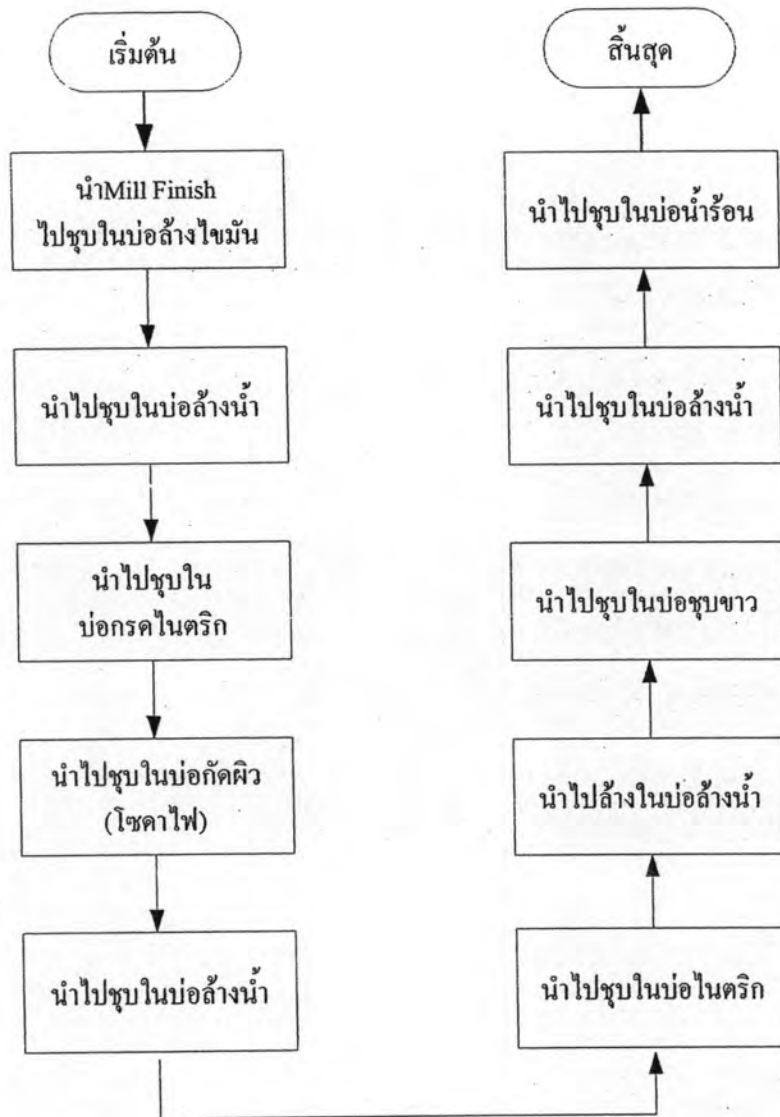 เริ่มต้น
นำMill Finish
ไปชุบในบ่อล้างไขมัน
นำไปชุบในบ่อล้างน้ำ
นำไปชุบใน
บ่อกรดไนตริก
นำไปชุบในบ่อกัดผิว
(โซดาไฟ)
นำไปชุบในบ่อล้างน้ำ
นำไปชุบในบ่อไนตริก
นำไปล้างในบ่อล้างน้ำ
นำไปชุบในบ่อชุบขาว
นำไปชุบในบ่อล้างน้ำ
นำไปชุบในบ่อน้ำร้อน
สิ้นสุด